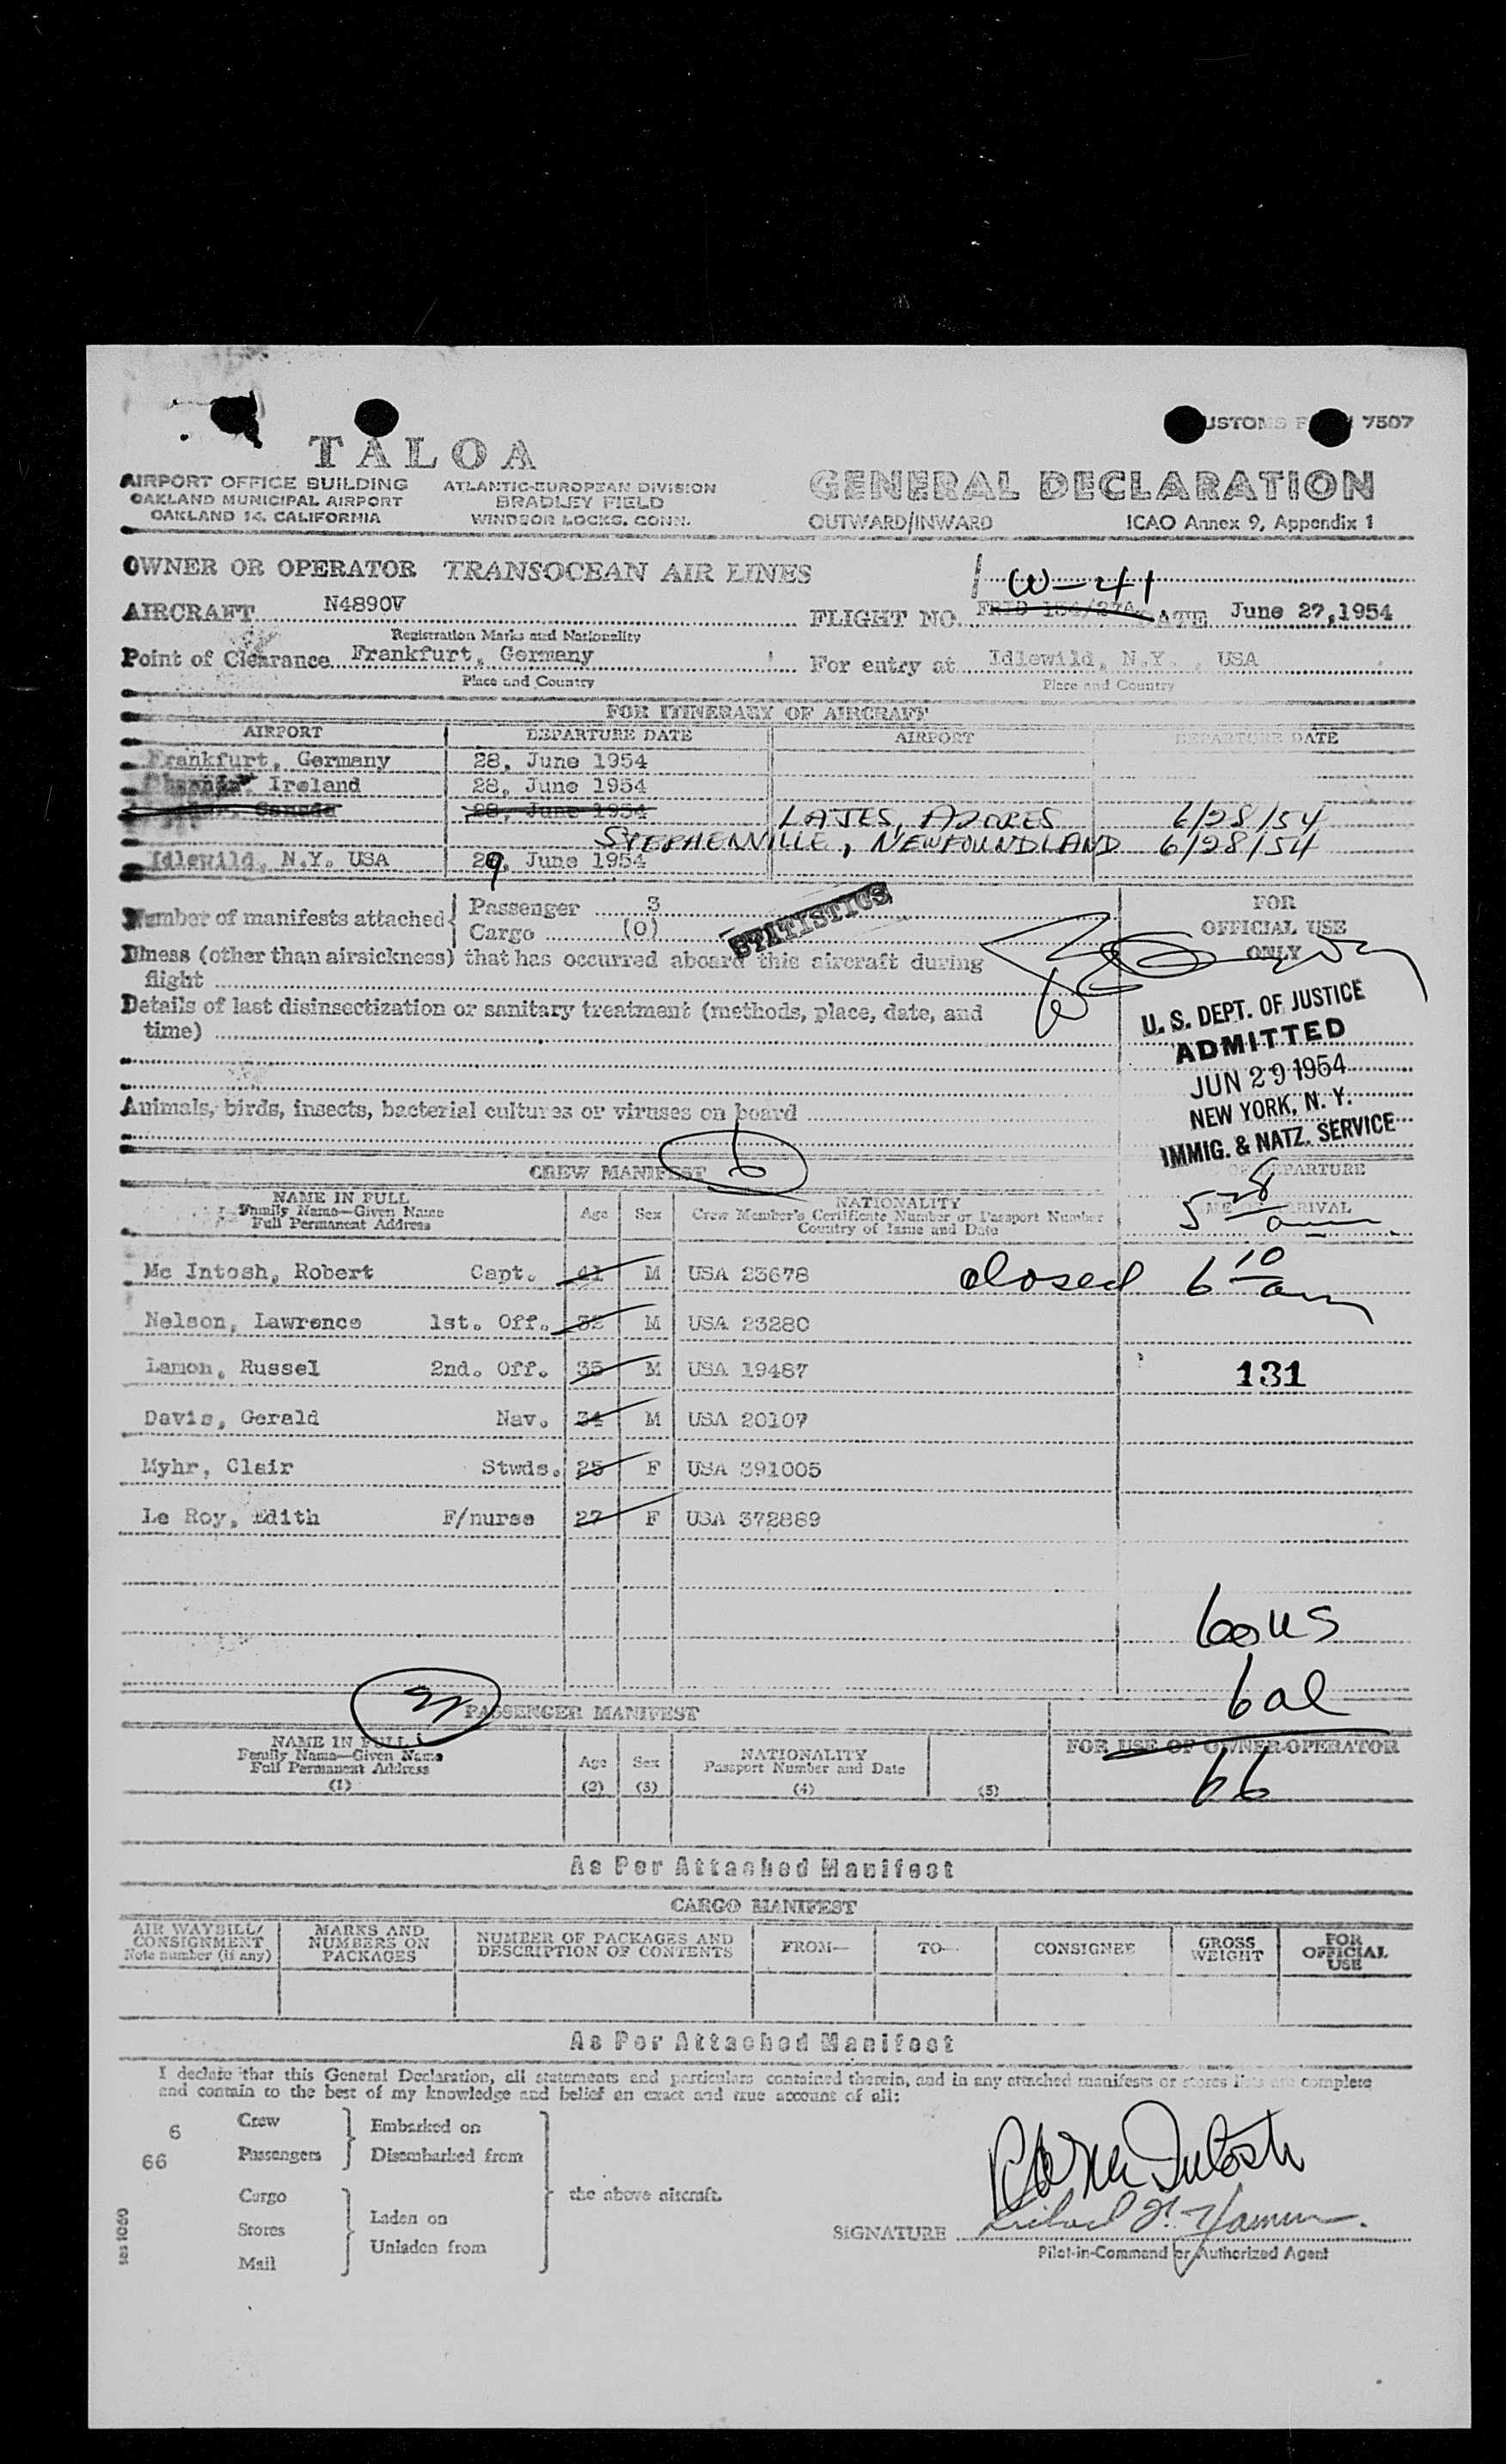 7507
TALOA
AIRPORT OFFICE BUILDING
OAKLAND MUNICIPAL AIRPORT
OAKLAND 14, CALIFORNIA
ATLANTIC-EUROPEAN DIVISION
BRADLEY FIELD
WINDSOR LOCKS, CONN.
GENERAL DECLARATION
OUTWARD/INWARD ICAO Annex 9, Appendix 1
OWNER OR OPERATOR TRANSOCEAN AIR LINES
W-41
AIRCRAFT N4890V FLIGHT NO. DATE June 27, 1954
Registration Marks and Nationality
Point of Clearance Frankfurt, Germany For entry at Idlewild, N.Y., USA
Place and Country Place and Country
FOR ITINERARY OF AIRCRAFT
AIRPORT DEPARTURE DATE AIRPORT DEPARTURE DATE
Frankfurt, Germany 28, June 1954
Ireland 28, June 1954
Canada 28, June 1954 LAJES, AZORES 6/28/54
STEPHENVILLE, NEWFOUNDLAND 6/28/54
Idlewild, N.Y. USA 29, June 1954
Number of manifests attached Passenger 3
Cargo (0)
STATISTICS
FOR
OFFICIAL USE
ONLY
Illness (other than airsickness) that has occurred aboard this aircraft during
flight
Details of last disinsectization or sanitary treatment (methods, place, date, and
time)
U. S. DEPT. OF JUSTICE
ADMITTED
JUN 29 1954
NEW YORK, N. Y.
IMMIG. & NATZ. SERVICE
Animals, birds, insects, bacterial cultures or viruses on board
CREW MANIFEST 6
NAME IN FULL
Family Name—Given Name
Full Permanent Address
Age Sex
NATIONALITY
Crew Member's Certificate Number or Passport Number
Country of Issue and Date
DEPARTURE
ARRIVAL
5 28 am
Mc Intosh, Robert Capt. 41 M USA 23678 closed 6 10 am
Nelson, Lawrence 1st. Off. 32 M USA 23280
Lamon, Russel 2nd. Off. 35 M USA 19487 131
Davis, Gerald Nav. 34 M USA 20107
Myhr, Clair Stwds. 25 F USA 391005
Le Roy, Edith F/nurse 27 F USA 372889
60 US
6 al
66
PASSENGER MANIFEST
NAME IN FULL
Family Name—Given Name
Full Permanent Address
(1)
Age
(2)
Sex
(3)
NATIONALITY
Passport Number and Date
(4)
(5)
FOR USE OF OWNER-OPERATOR
As Per Attached Manifest
CARGO MANIFEST
AIR WAYBILL/
CONSIGNMENT
Note number (if any)
MARKS AND
NUMBERS ON
PACKAGES
NUMBER OF PACKAGES AND
DESCRIPTION OF CONTENTS
FROM—
TO—
CONSIGNEE
GROSS
WEIGHT
FOR
OFFICIAL
USE
As Per Attached Manifest
I declare that this General Declaration, all statements and particulars contained therein, and in any attached manifests or stores lists are complete
and contain to the best of my knowledge and belief an exact and true account of all:
6 Crew Embarked on
66 Passengers Disembarked from
Cargo the above aircraft.
Stores Laden on
Mail Unladen from
SIGNATURE
Pilot-in-Command or Authorized Agent